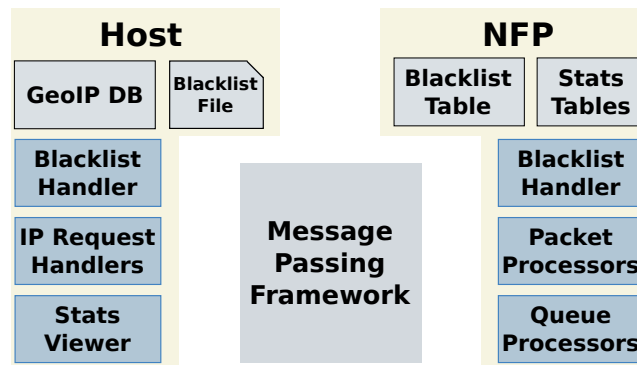 Host
GeoIP DB
Blacklist
File
Blacklist
Handler
IP Request
Handlers
Stats
Viewer
Message
Passing
Framework
NFP
Blacklist
Table
Stats
Tables
Blacklist
Handler
Packet
Processors
Queue
Processors